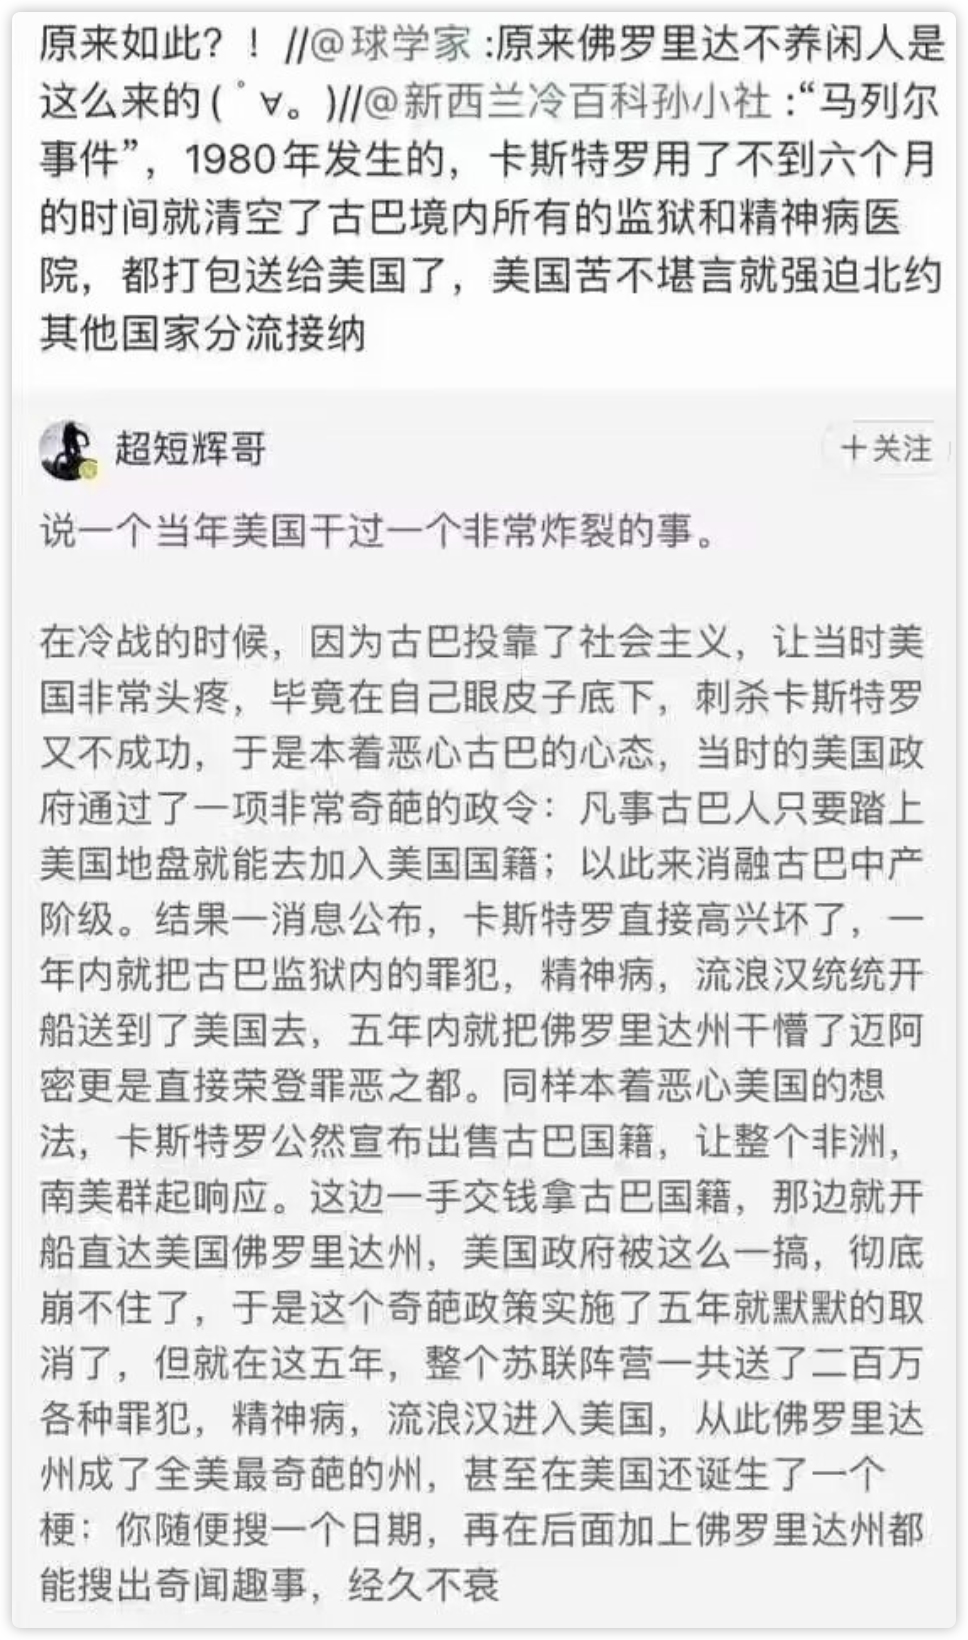 原来如此？！//@球学家:原来佛罗里达不养闲人是
这么来的(ﾟ∀。)//@新西兰冷百科孙小社:“马列尔
事件”，1980年发生的，卡斯特罗用了不到六个月
的时间就清空了古巴境内所有的监狱和精神病医
院，都打包送给美国了，美国苦不堪言就强迫北约
其他国家分流接纳
超短辉哥
+关注
说一个当年美国干过一个非常炸裂的事。
在冷战的时候，因为古巴投靠了社会主义，让当时美
国非常头疼，毕竟在自己眼皮子底下，刺杀卡斯特罗
又不成功，于是本着恶心古巴的心态，当时的美国政
府通过了一项非常奇葩的政令：凡事古巴人只要踏上
美国地盘就能去加入美国国籍；以此来消融古巴中产
阶级。结果一消息公布，卡斯特罗直接高兴坏了，一
年内就把古巴监狱内的罪犯，精神病，流浪汉统统开
船送到了美国去，五年内就把佛罗里达州干懵了迈阿
密更是直接荣登罪恶之都。同样本着恶心美国的想
法，卡斯特罗公然宣布出售古巴国籍，让整个非洲，
南美群起响应。这边一手交钱拿古巴国籍，那边就开
船直达美国佛罗里达州，美国政府被这么一搞，彻底
崩不住了，于是这个奇葩政策实施了五年就默默的取
消了，但就在这五年，整个苏联阵营一共送了二百万
各种罪犯，精神病，流浪汉进入美国，从此佛罗里达
州成了全美最奇葩的州，甚至在美国还诞生了一个
梗：你随便搜一个日期，再在后面加上佛罗里达州都
能搜出奇闻趣事，经久不衰